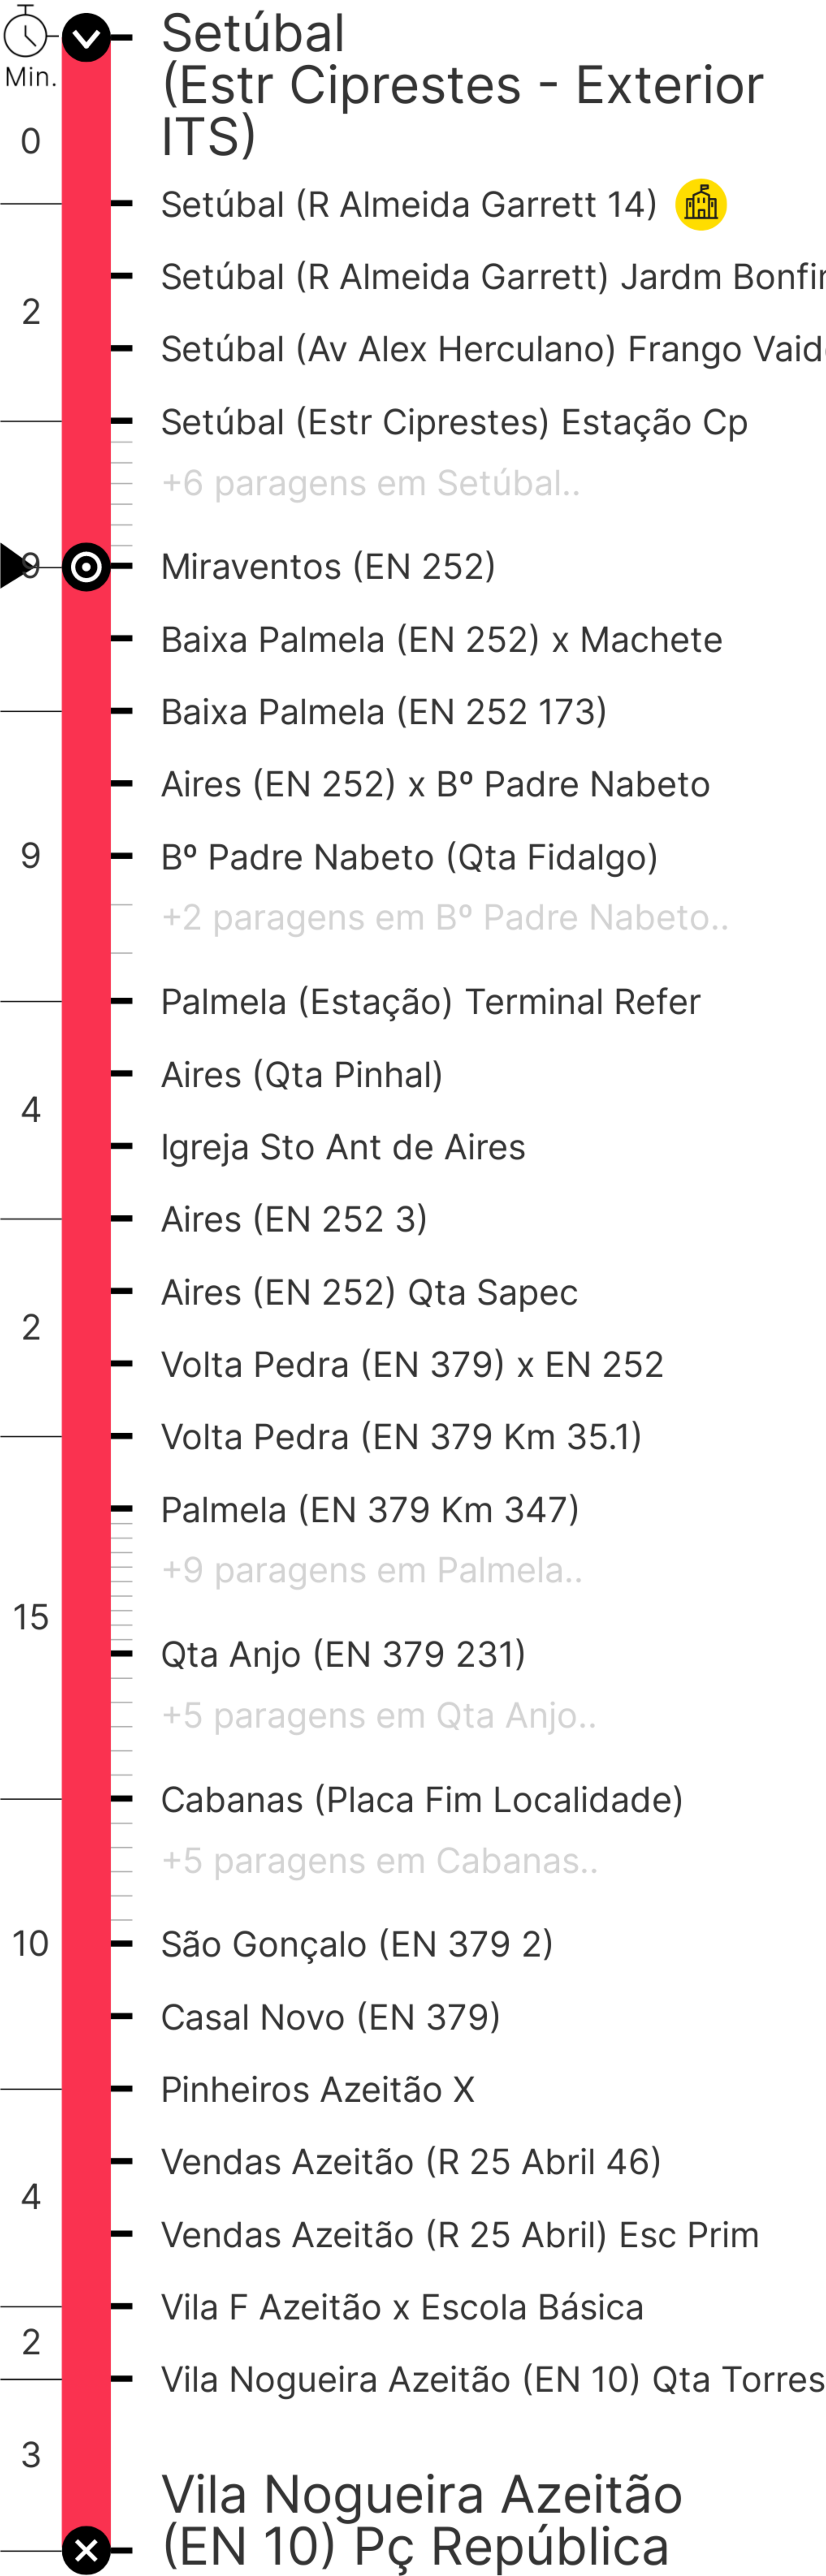 Setúbal
(Estr Ciprestes - Exterior
ITS)
Min.
0
Setúbal (R Almeida Garrett 14)
Setúbal (R Almeida Garrett) Jardm
2
Setúbal (Av Alex Herculano) Frango
Setúbal (Estr Ciprestes) Estação Cp
+6 paragens em Setúbal..
9
Miraventos (EN 252)
Baixa Palmela (EN 252) x Machete
Baixa Palmela (EN 252 173)
Aires (EN 252) x Bº Padre Nabeto
9
Bº Padre Nabeto (Qta Fidalgo)
+2 paragens em Bº Padre Nabeto..
Palmela (Estação) Terminal Refer
Aires (Qta Pinhal)
4
Igreja Sto Ant de Aires
Aires (EN 252 3)
Aires (EN 252) Qta Sapec
2
Volta Pedra (EN 379) x EN 252
Volta Pedra (EN 379 Km 35.1)
Palmela (EN 379 Km 347)
+9 paragens em Palmela..
15
Qta Anjo (EN 379 231)
+5 paragens em Qta Anjo..
Cabanas (Placa Fim Localidade)
+5 paragens em Cabanas..
10
São Gonçalo (EN 379 2)
Casal Novo (EN 379)
Pinheiros Azeitão X
Vendas Azeitão (R 25 Abril 46)
4
Vendas Azeitão (R 25 Abril) Esc Prim
Vila F Azeitão x Escola Básica
2
Vila Nogueira Azeitão (EN 10) Qta Torres
3
Vila Nogueira Azeitão
(EN 10) Pç República